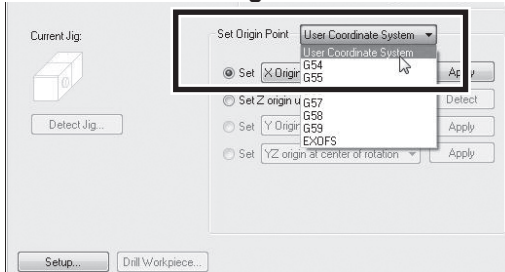 Current Jig:
Set Origin Point User Coordinate System
User Coordinate System
G54
G55
Set X Origin Apply
Set Z origin u Detect
G57
G58
G59
EXOFS
Set Y Origin Apply
Set YZ origin at center of rotation Apply
Detect Jig...
Setup... Drill Workpiece...